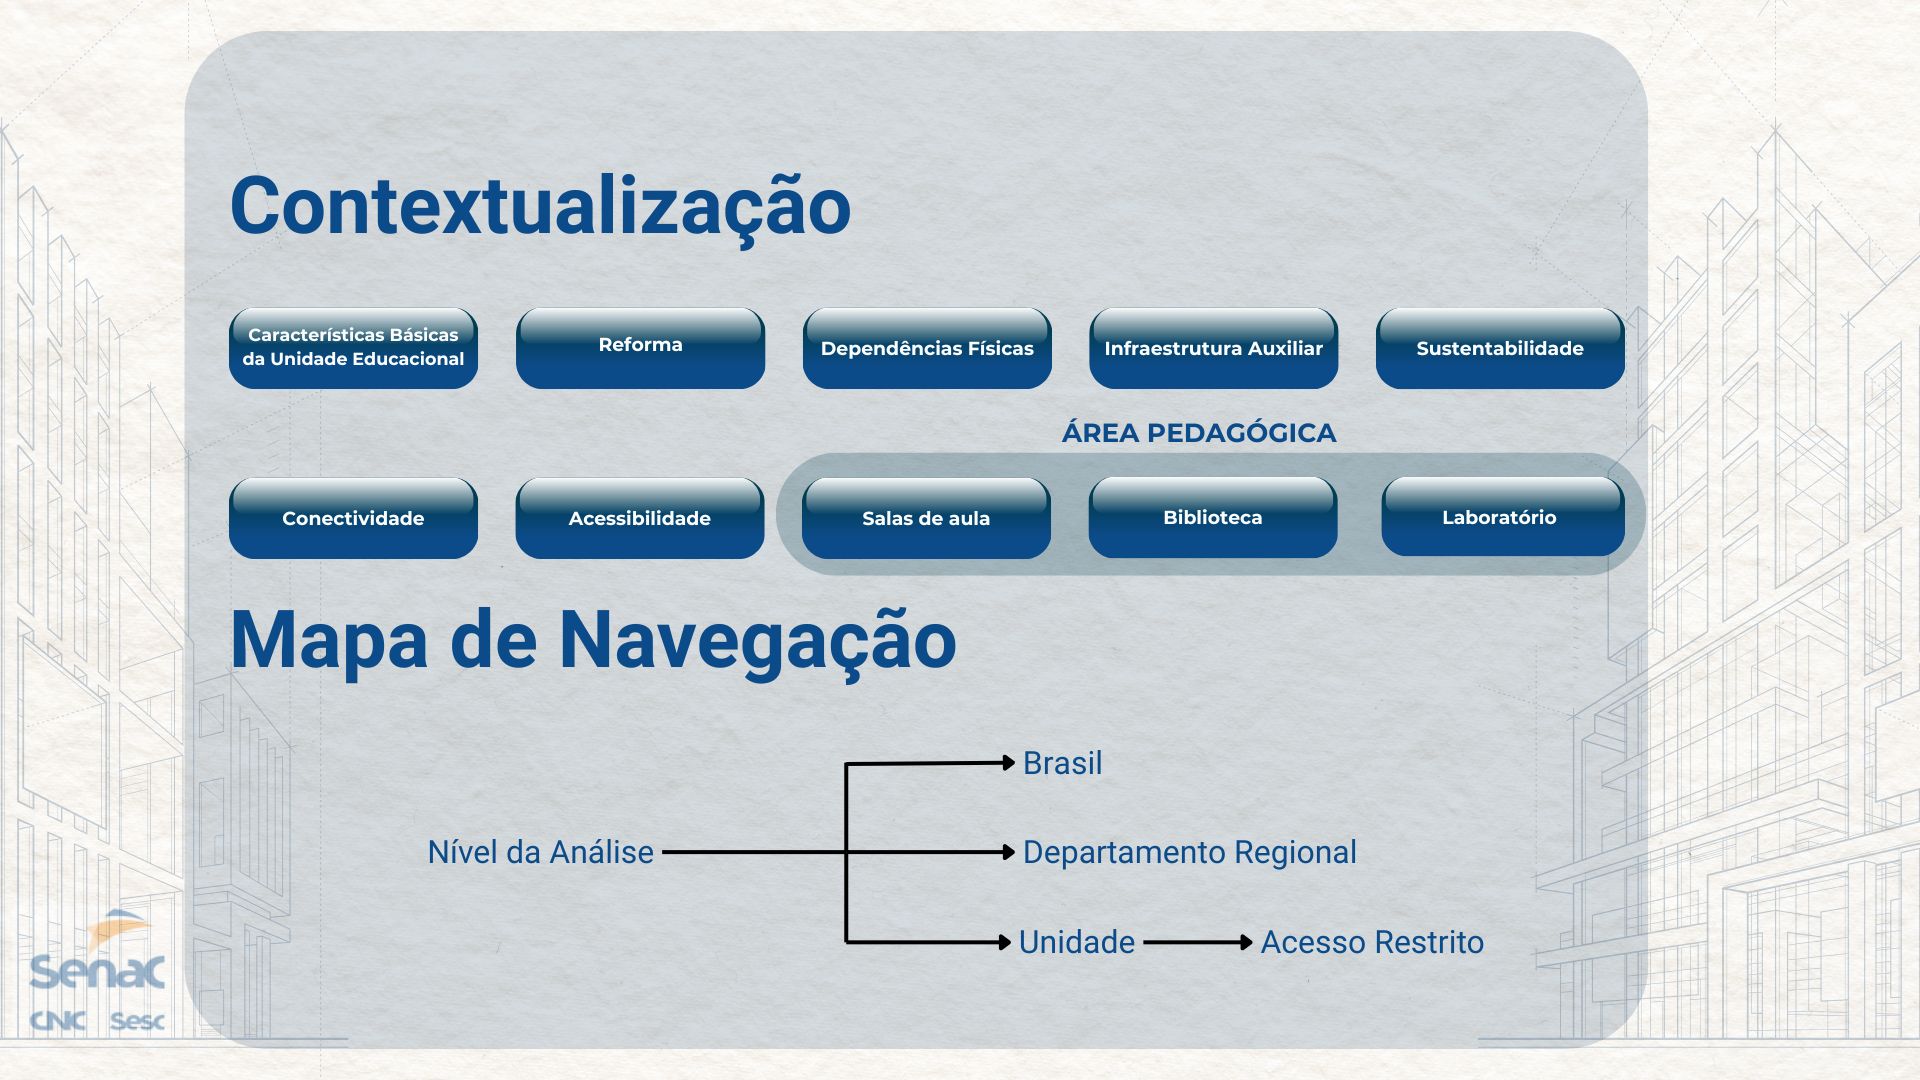 Contextualização
Características Básicas
da Unidade Educacional
Reforma
Dependências Físicas
Infraestrutura Auxiliar
Sustentabilidade
ÁREA PEDAGÓGICA
Conectividade
Acessibilidade
Salas de aula
Biblioteca
Laboratório
Mapa de Navegação
Brasil
Nível da Análise
Departamento Regional
Unidade
Acesso Restrito
Senac
CNC Sesc